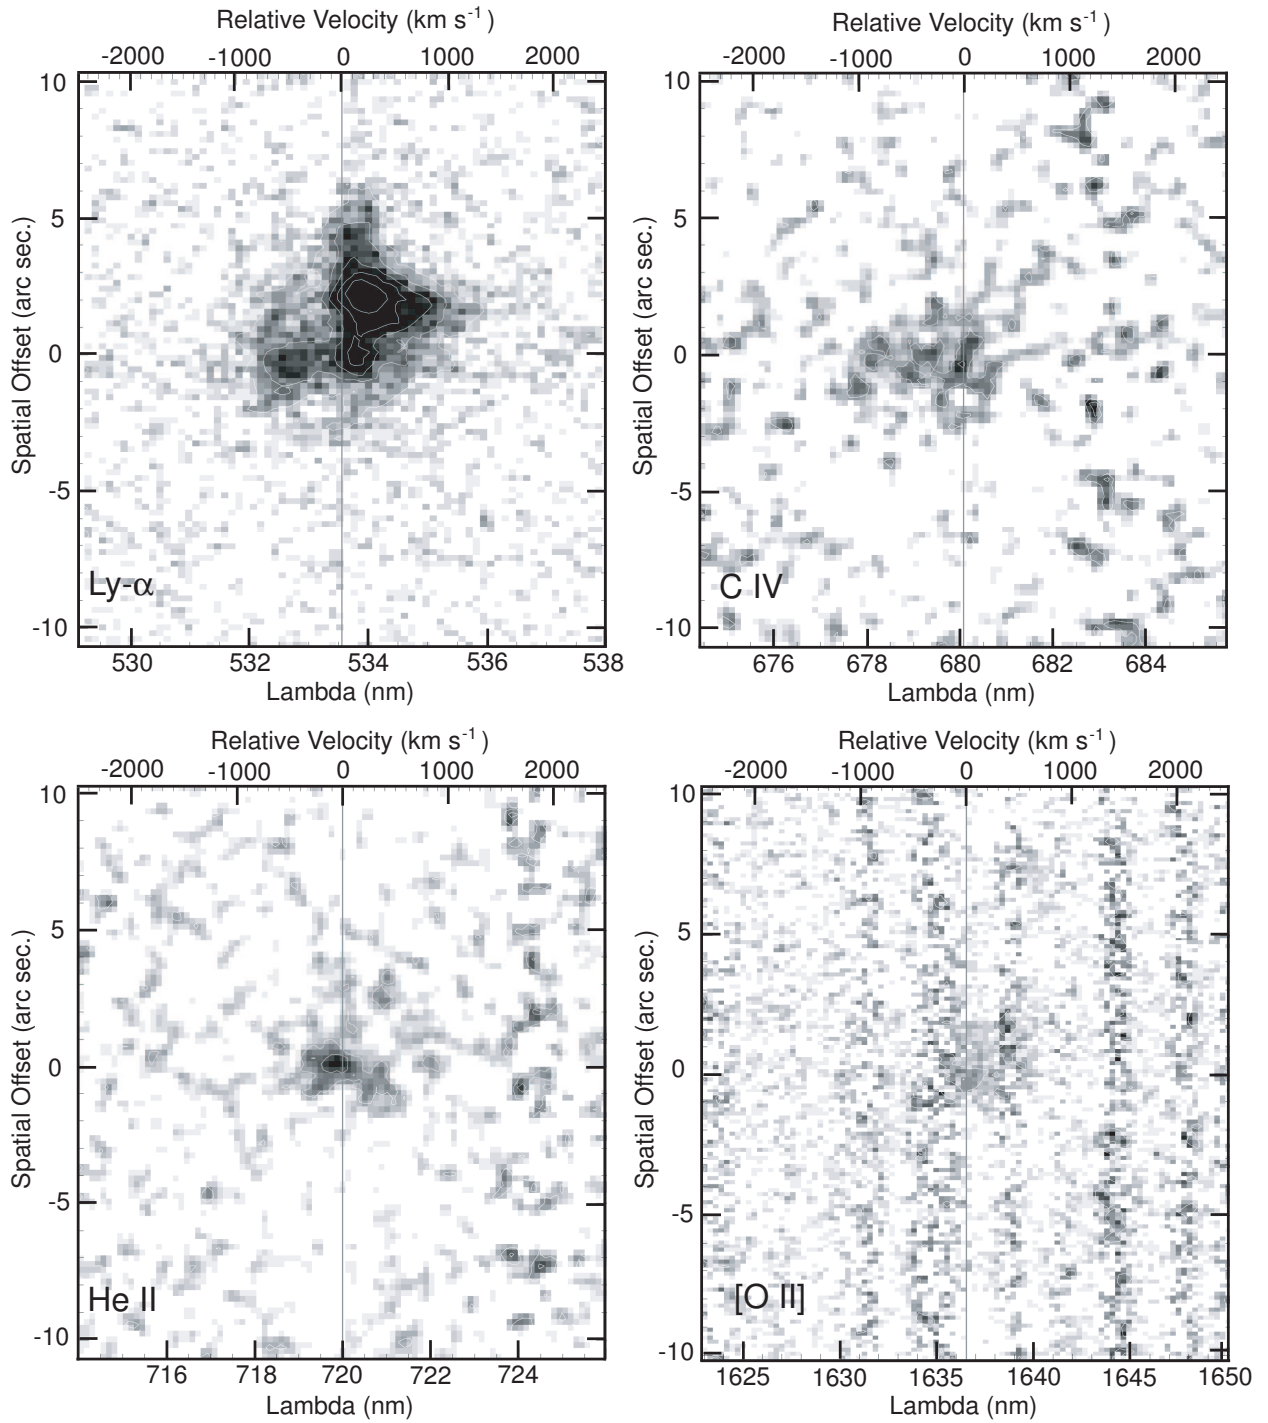 Relative Velocity (km s⁻¹)
-2000 -1000 0 1000 2000
10
5
0
-5
-10
Spatial Offset (arc sec.)
Ly-α
530 532 534 536 538
Lambda (nm)
Relative Velocity (km s⁻¹)
-2000 -1000 0 1000 2000
10
5
0
-5
-10
Spatial Offset (arc sec.)
C IV
676 678 680 682 684
Lambda (nm)
Relative Velocity (km s⁻¹)
-2000 -1000 0 1000 2000
10
5
0
-5
-10
Spatial Offset (arc sec.)
He II
716 718 720 722 724
Lambda (nm)
Relative Velocity (km s⁻¹)
-2000 -1000 0 1000 2000
10
5
0
-5
-10
Spatial Offset (arc sec.)
[O II]
1625 1630 1635 1640 1645 1650
Lambda (nm)